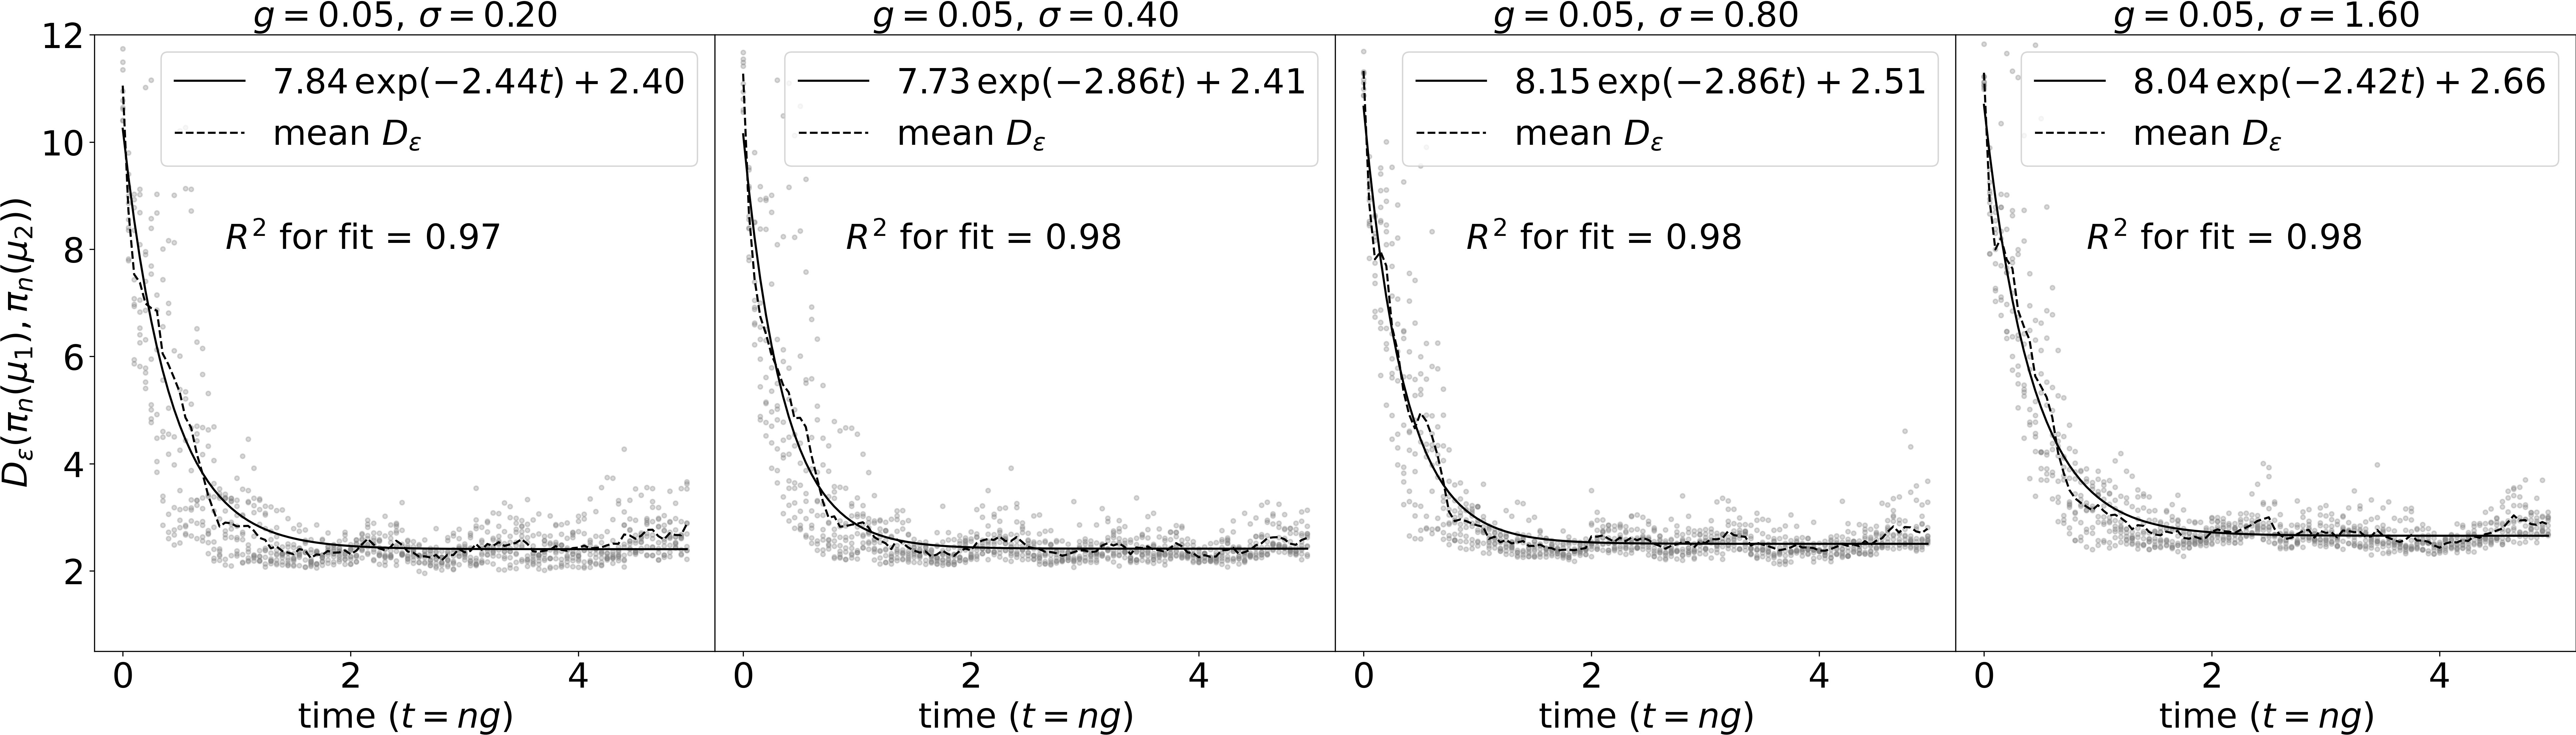 g = 0.05, σ = 0.20
g = 0.05, σ = 0.40
g = 0.05, σ = 0.80
g = 0.05, σ = 1.60
D_ε(π_n(μ_1), π_n(μ_2))
12
10
8
6
4
2
7.84 exp(−2.44t) + 2.40
mean D_ε
R² for fit = 0.97
7.73 exp(−2.86t) + 2.41
mean D_ε
R² for fit = 0.98
8.15 exp(−2.86t) + 2.51
mean D_ε
R² for fit = 0.98
8.04 exp(−2.42t) + 2.66
mean D_ε
R² for fit = 0.98
0 2 4
0 2 4
0 2 4
0 2 4
time (t = ng)
time (t = ng)
time (t = ng)
time (t = ng)